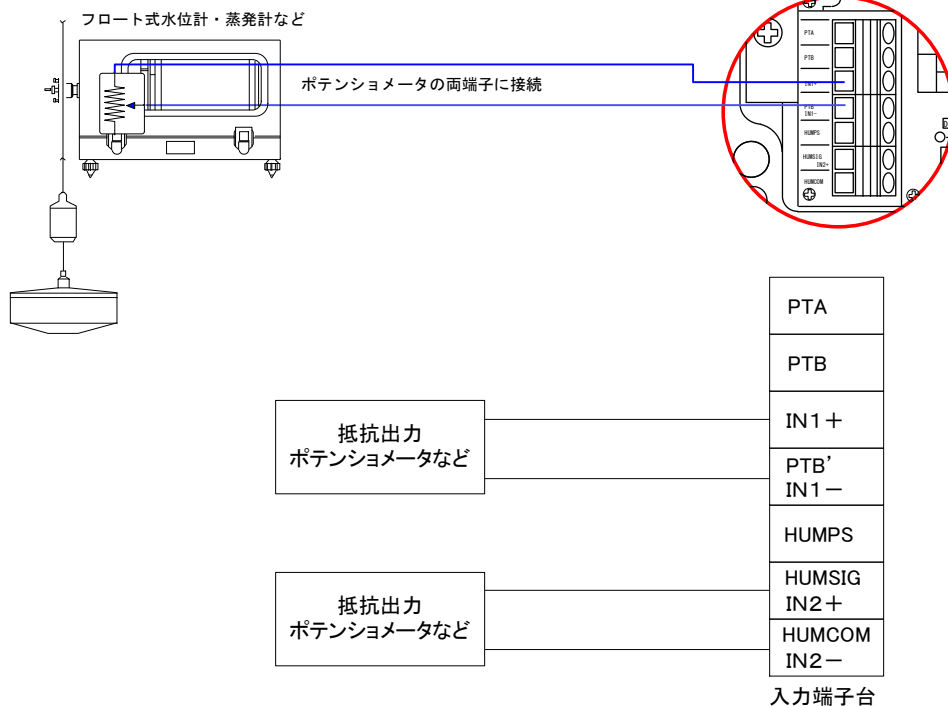 フロート式水位計・蒸発計など
ポテンショメータの両端子に接続
PTA
PTB
IN1+
PTB
IN1-
HUMPS
HUMSIG
IN2+
HUMCOM
PTA
PTB
抵抗出力
ポテンショメータなど
IN1+
PTB'
IN1-
HUMPS
抵抗出力
ポテンショメータなど
HUMSIG
IN2+
HUMCOM
IN2-
入力端子台